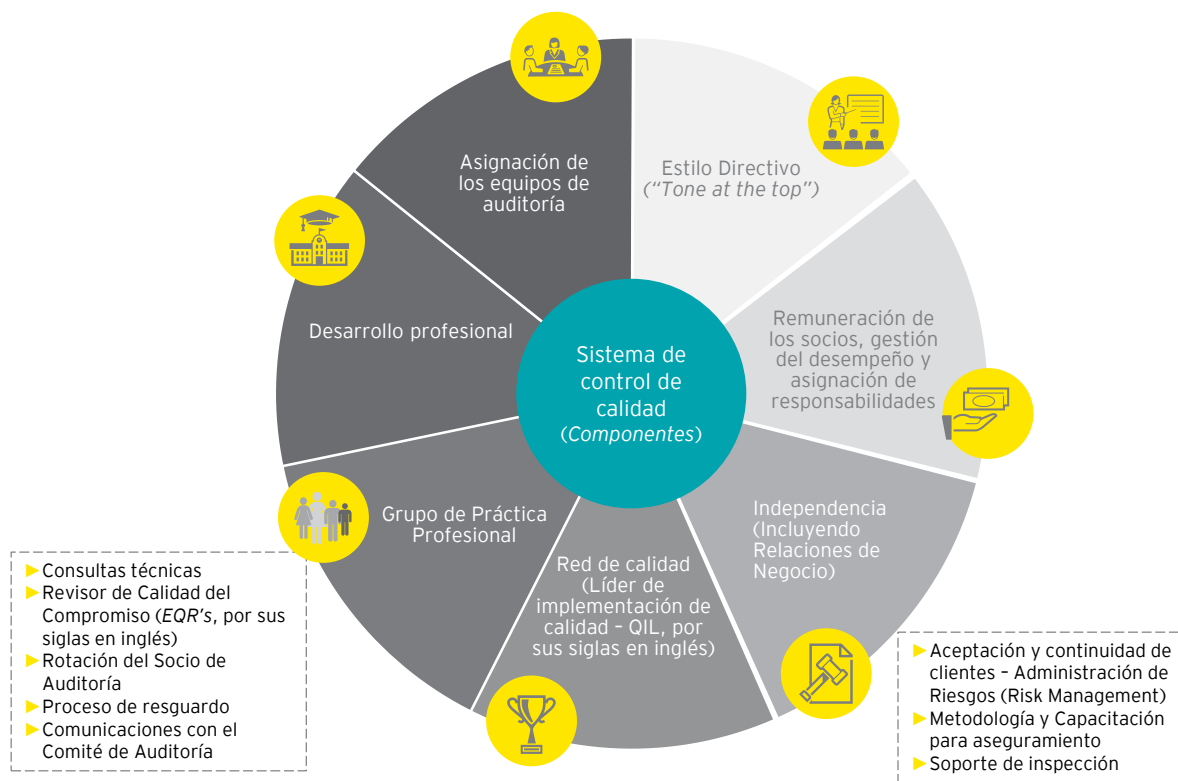 Asignación de
los equipos de
auditoría
Estilo Directivo
(“Tone at the top”)
Desarrollo profesional
Sistema de
control de
calidad
(Componentes)
Remuneración de
los socios, gestión
del desempeño y
asignación de
responsabilidades
Grupo de Práctica
Profesional
Red de calidad
(Líder de
implementación de
calidad – QIL, por
sus siglas en inglés)
Independencia
(Incluyendo
Relaciones de
Negocio)
►Consultas técnicas
►Revisor de Calidad del
Compromiso (EQR's, por sus
siglas en inglés)
►Rotación del Socio de
Auditoría
►Proceso de resguardo
►Comunicaciones con el
Comité de Auditoría
►Aceptación y continuidad de
clientes – Administración de
Riesgos (Risk Management)
►Metodología y Capacitación
para aseguramiento
►Soporte de inspección